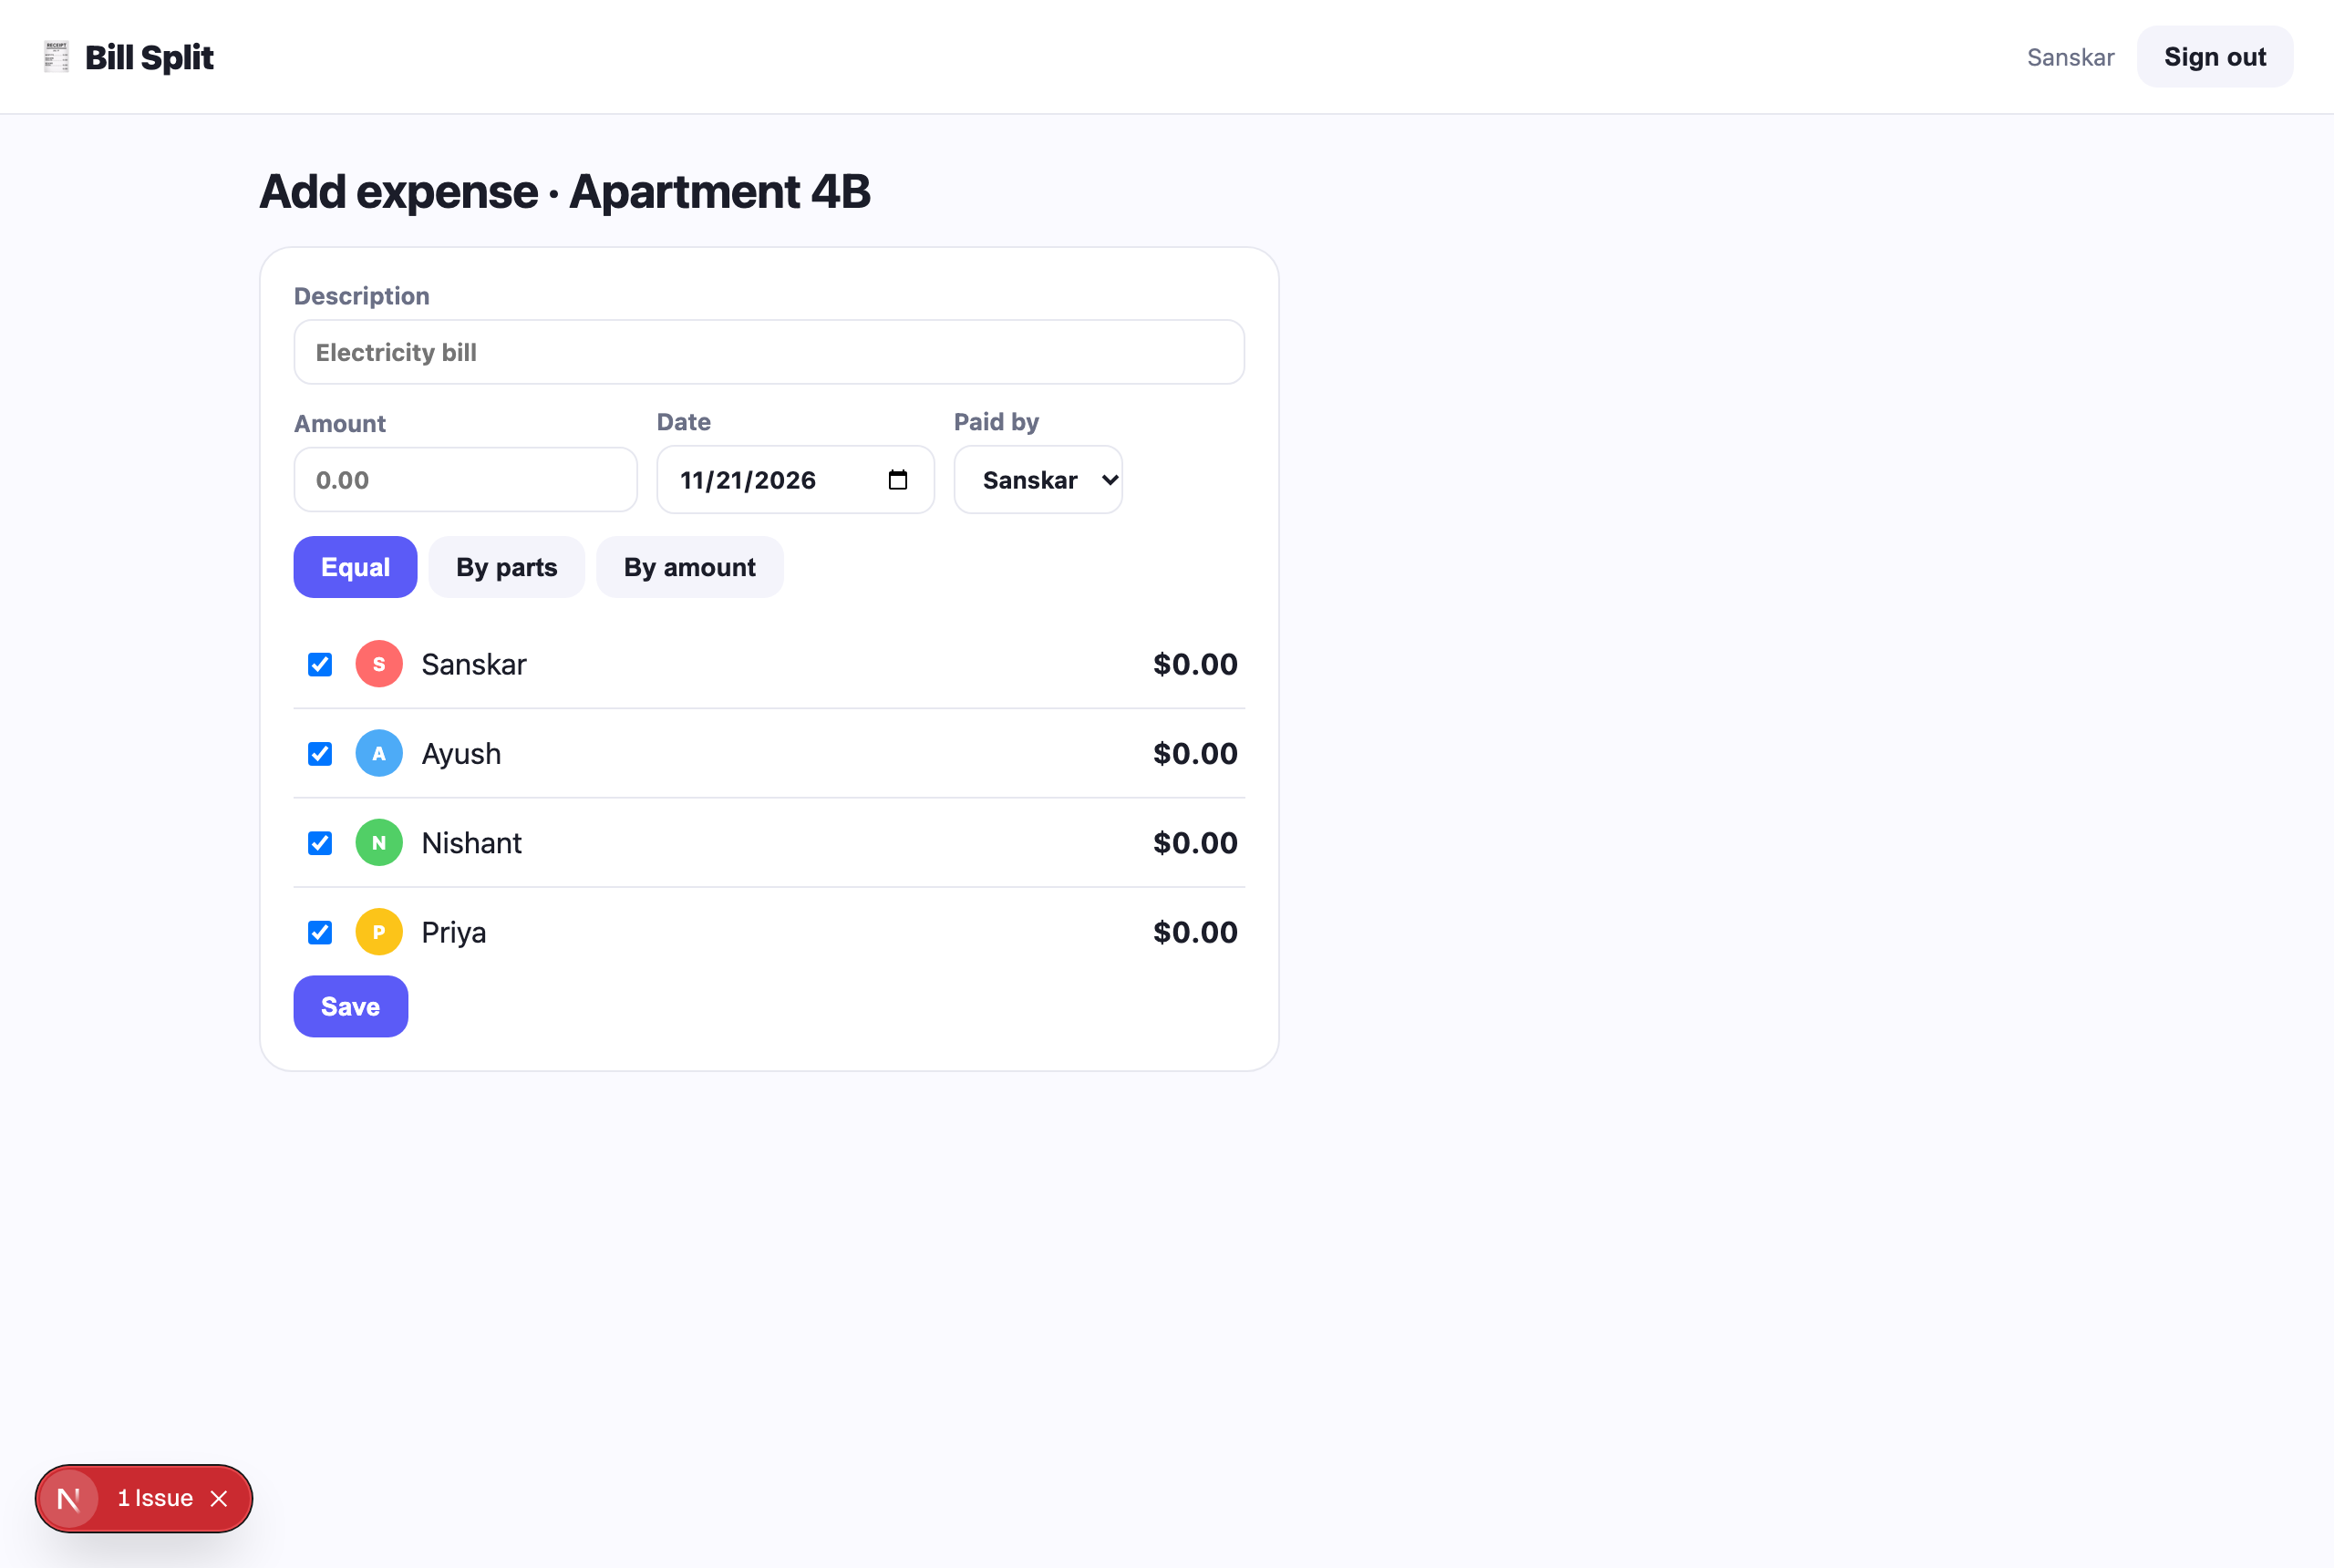 Bill Split
Sanskar
Sign out
Add expense · Apartment 4B
Description
Electricity bill
Amount
Date
Paid by
0.00
11/21/2026
Sanskar
Equal
By parts
By amount
S
Sanskar
$0.00
A
Ayush
$0.00
N
Nishant
$0.00
P
Priya
$0.00
Save
N
1 Issue